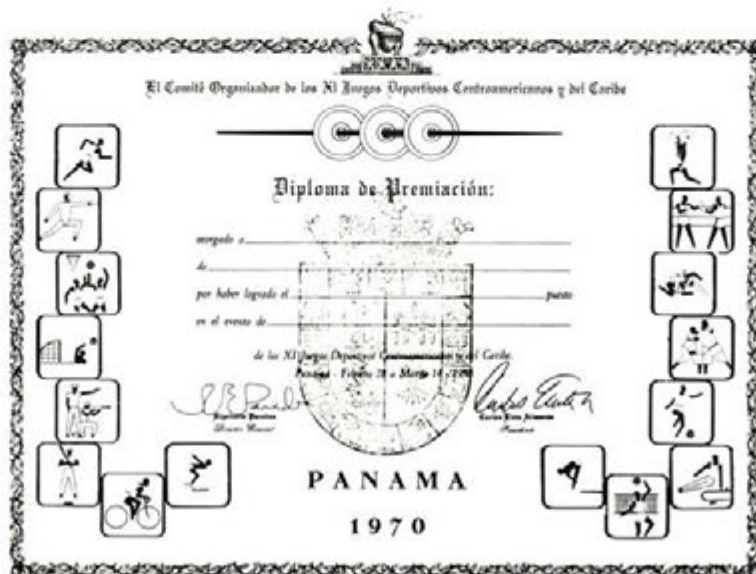 El Comité Organizador de los XI Juegos Deportivos Centroamericanos y del Caribe
Diploma de Premiación:
otorgado a
de
por haber logrado el puesto
en el evento de
de los XI Juegos Deportivos Centroamericanos y del Caribe.
Panamá - Febrero 28 a Marzo 14 - 1970
Director General
Presidente
PANAMA
1970